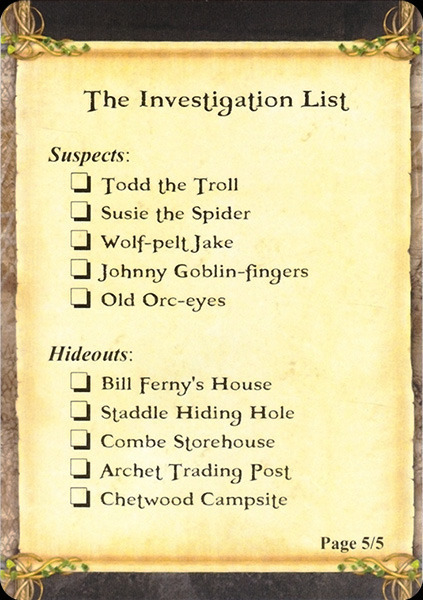 The Investigation List
Suspects:
Todd the Troll
Susie the Spider
Wolf-pelt Jake
Johnny Goblin-fingers
Old Orc-eyes
Hideouts:
Bill Ferny's House
Staddle Hiding Hole
Combe Storehouse
Archet Trading Post
Chetwood Campsite
Page 5/5